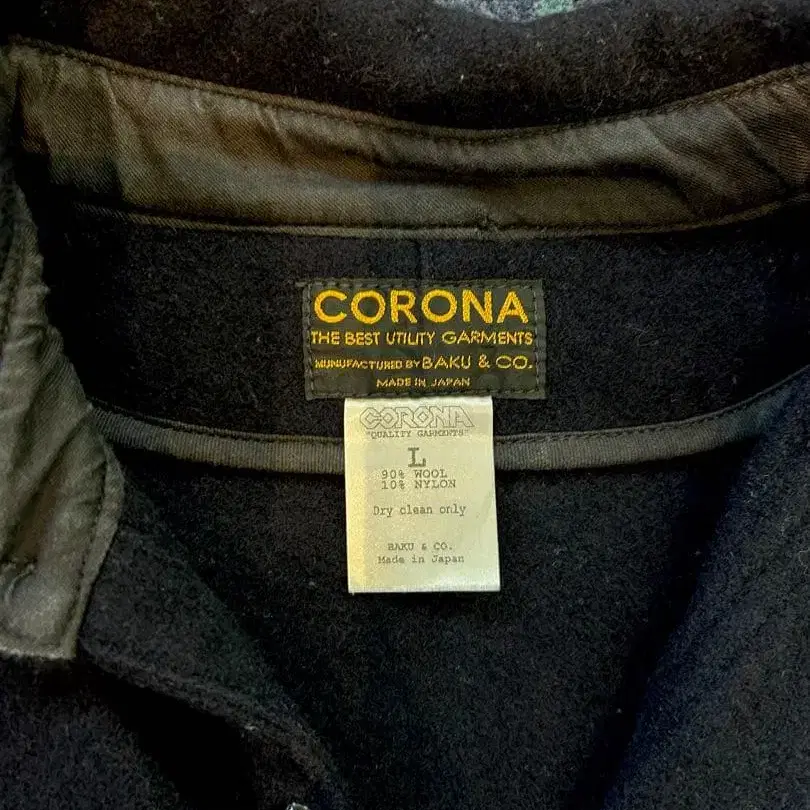 CORONA
THE BEST UTILITY GARMENTS
MUNUFACTURED BY BAKU & CO.
MADE IN JAPAN
CORONA
"QUALITY GARMENTS"
L
90% WOOL
10% NYLON
Dry clean only
BAKU & CO.
Made in Japan